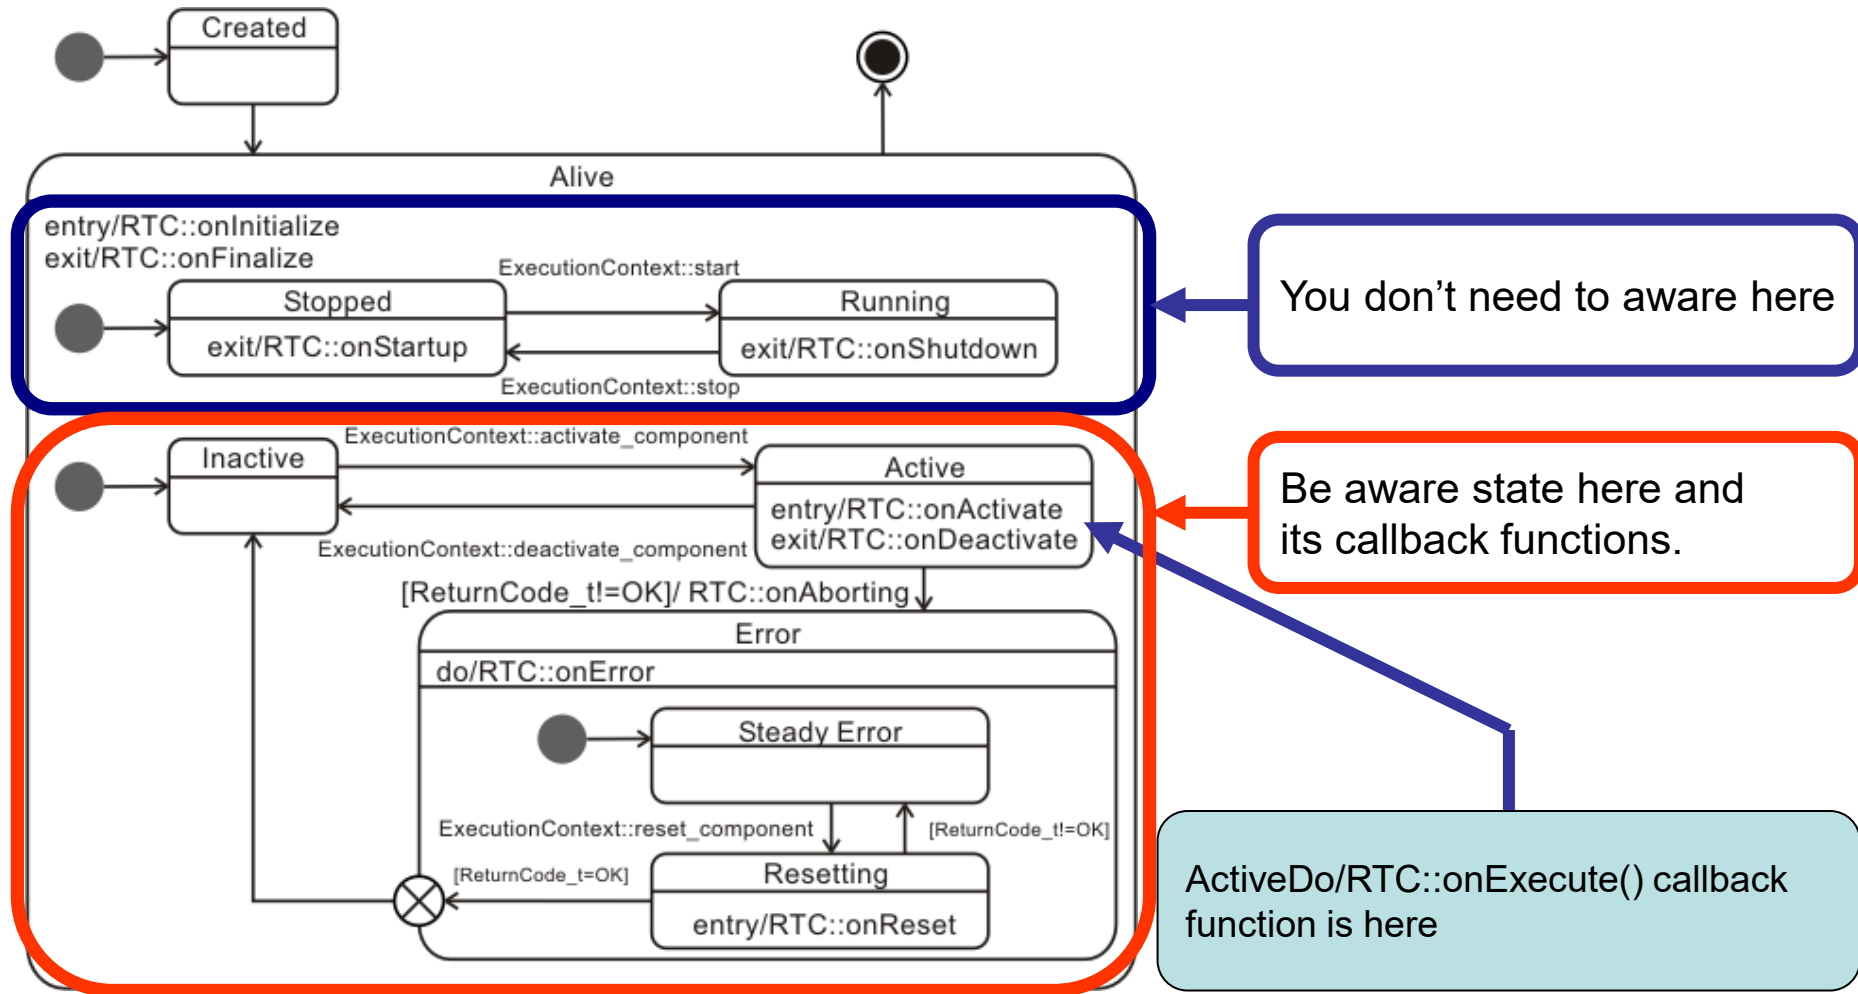 Created
Alive
entry/RTC::onInitialize
exit/RTC::onFinalize
ExecutionContext::start
Stopped
exit/RTC::onStartup
Running
exit/RTC::onShutdown
ExecutionContext::stop
You don’t need to aware here
ExecutionContext::activate_component
Inactive
Active
entry/RTC::onActivate
exit/RTC::onDeactivate
ExecutionContext::deactivate_component
Be aware state here and
its callback functions.
[ReturnCode_t!=OK]/ RTC::onAborting
Error
do/RTC::onError
Steady Error
ExecutionContext::reset_component
[ReturnCode_t!=OK]
[ReturnCode_t=OK]
Resetting
entry/RTC::onReset
ActiveDo/RTC::onExecute() callback
function is here